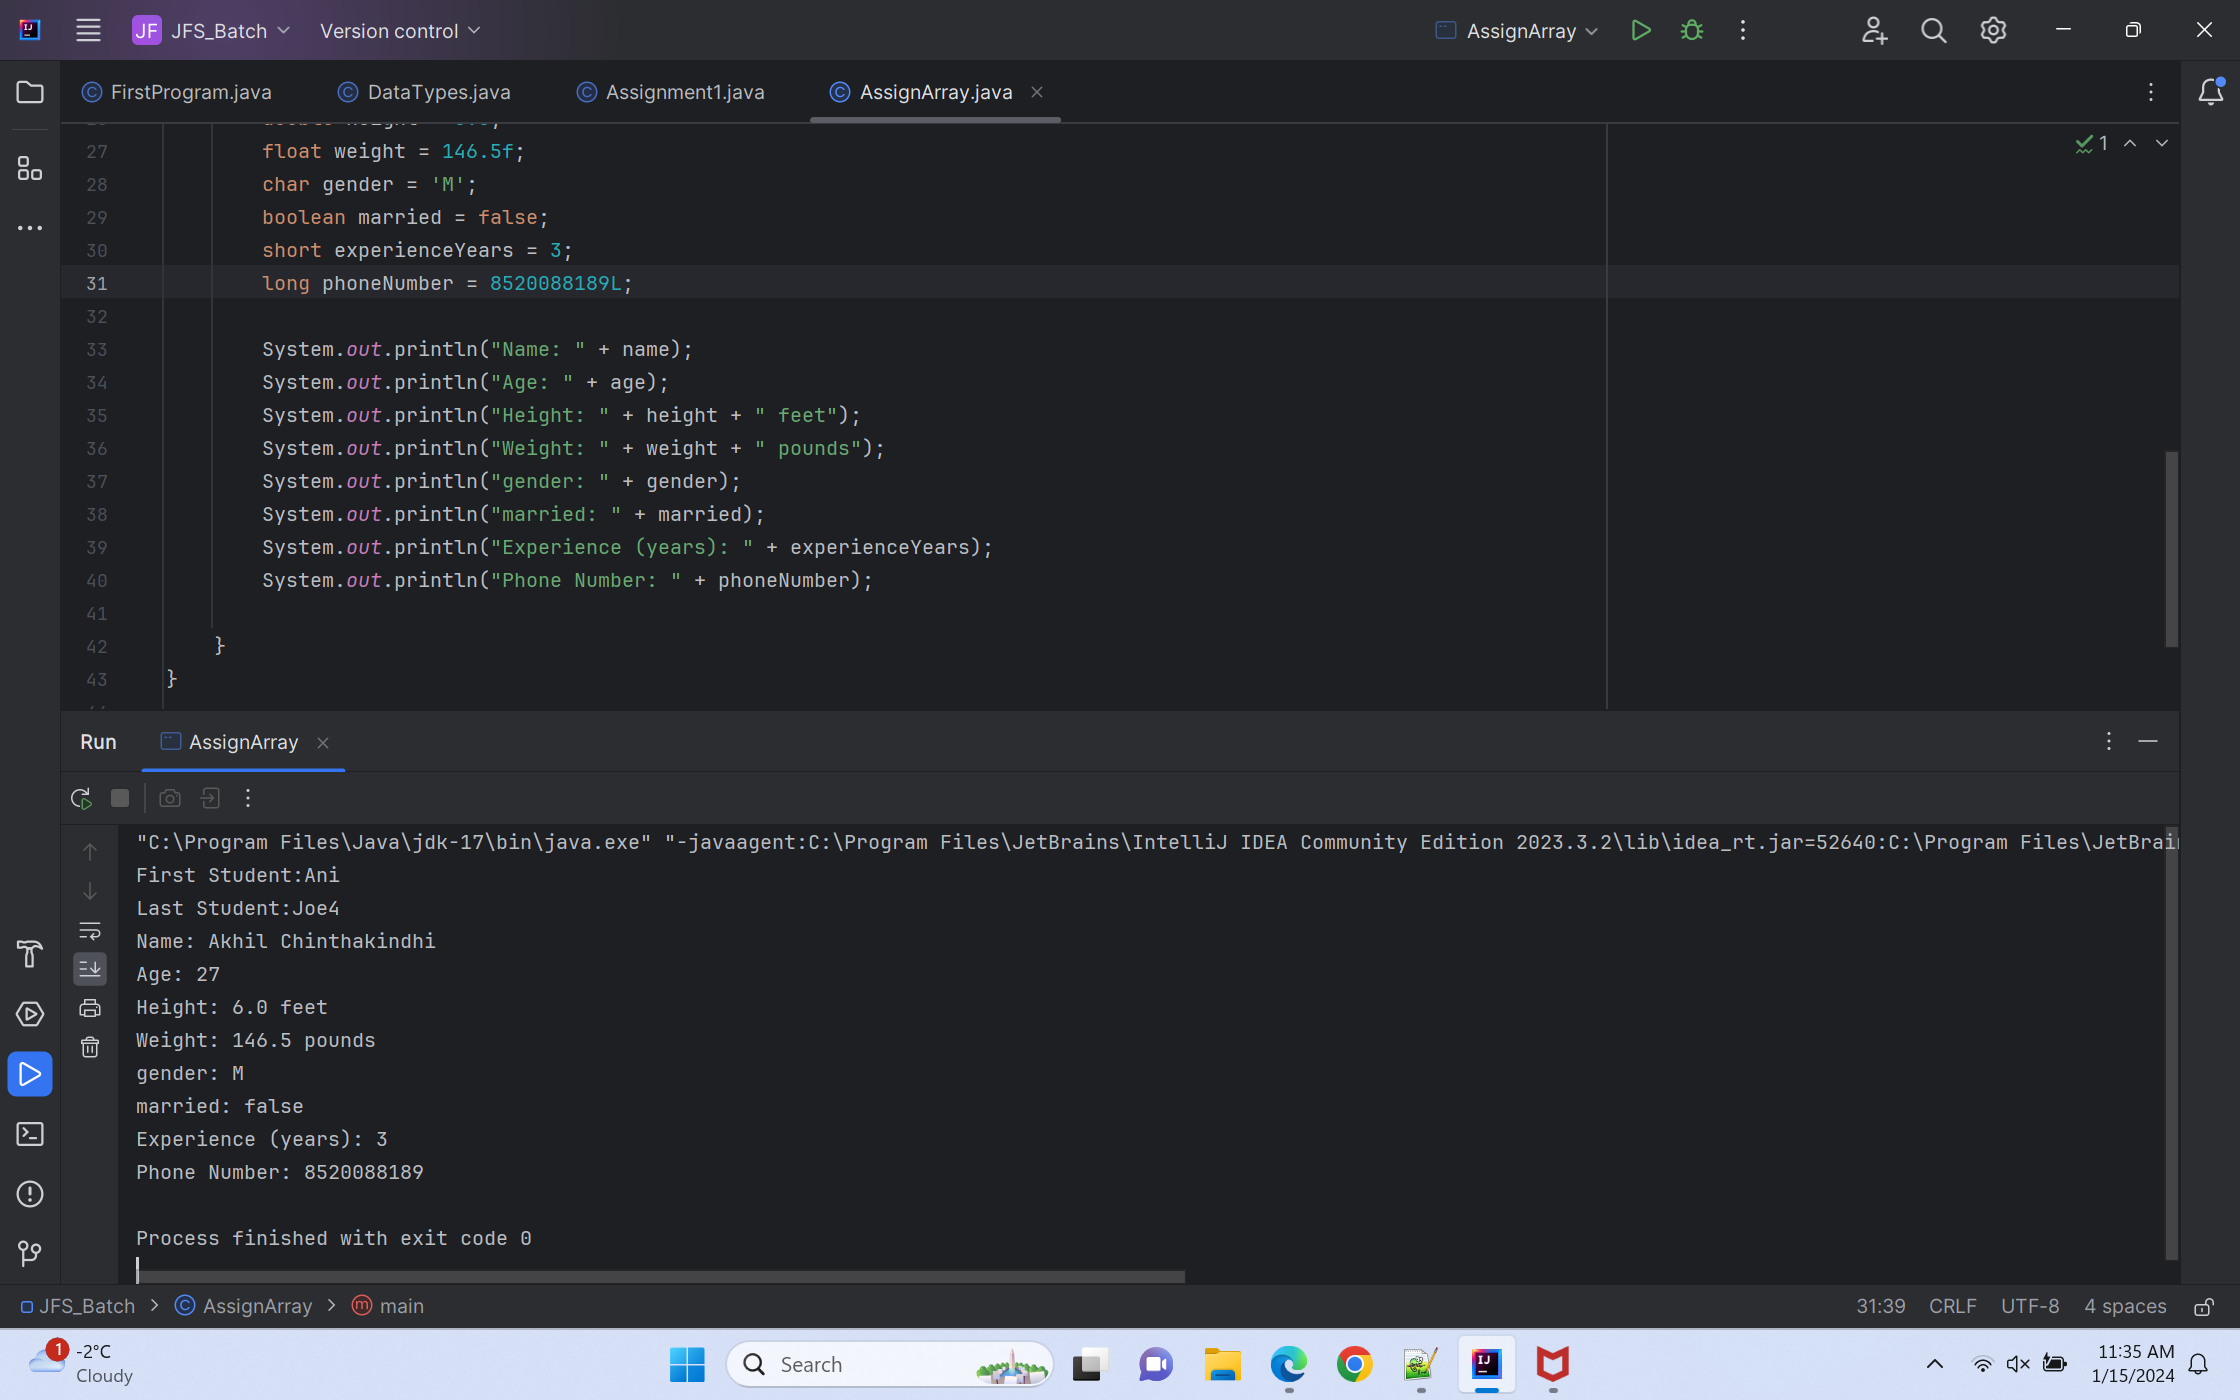 JF JFS_Batch Version control AssignArray
FirstProgram.java DataTypes.java Assignment1.java AssignArray.java
27 float weight = 146.5f;
1
28 char gender = 'M';
29 boolean married = false;
30 short experienceYears = 3;
31 long phoneNumber = 8520088189L;
32
33 System.out.println("Name: " + name);
34 System.out.println("Age: " + age);
35 System.out.println("Height: " + height + " feet");
36 System.out.println("Weight: " + weight + " pounds");
37 System.out.println("gender: " + gender);
38 System.out.println("married: " + married);
39 System.out.println("Experience (years): " + experienceYears);
40 System.out.println("Phone Number: " + phoneNumber);
41
42 }
43 }
Run AssignArray
"C:\Program Files\Java\jdk-17\bin\java.exe" "-javaagent:C:\Program Files\JetBrains\IntelliJ IDEA Community Edition 2023.3.2\lib\idea_rt.jar=52640:C:\Program Files\JetBrai
First Student:Ani
Last Student:Joe4
Name: Akhil Chinthakindhi
Age: 27
Height: 6.0 feet
Weight: 146.5 pounds
gender: M
married: false
Experience (years): 3
Phone Number: 8520088189
Process finished with exit code 0
JFS_Batch > AssignArray > main 31:39 CRLF UTF-8 4 spaces
1 -2°C
Cloudy
Search
11:35 AM
1/15/2024